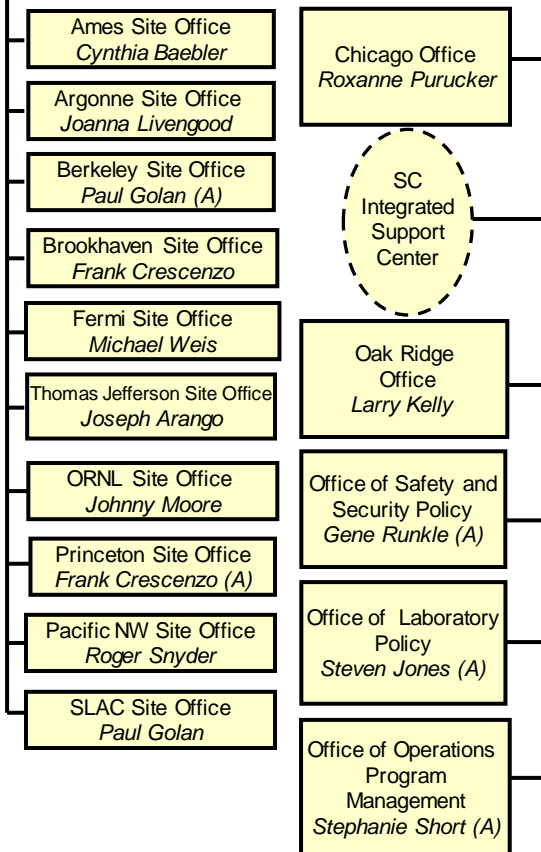 Ames Site Office
Cynthia Baebler
Argonne Site Office
Joanna Livengood
Berkeley Site Office
Paul Golan (A)
Brookhaven Site Office
Frank Crescenzo
Fermi Site Office
Michael Weis
Thomas Jefferson Site Office
Joseph Arango
ORNL Site Office
Johnny Moore
Princeton Site Office
Frank Crescenzo (A)
Pacific NW Site Office
Roger Snyder
SLAC Site Office
Paul Golan
Chicago Office
Roxanne Purucker
SC
Integrated
Support
Center
Oak Ridge
Office
Larry Kelly
Office of Safety and
Security Policy
Gene Runkle (A)
Office of Laboratory
Policy
Steven Jones (A)
Office of Operations
Program
Management
Stephanie Short (A)